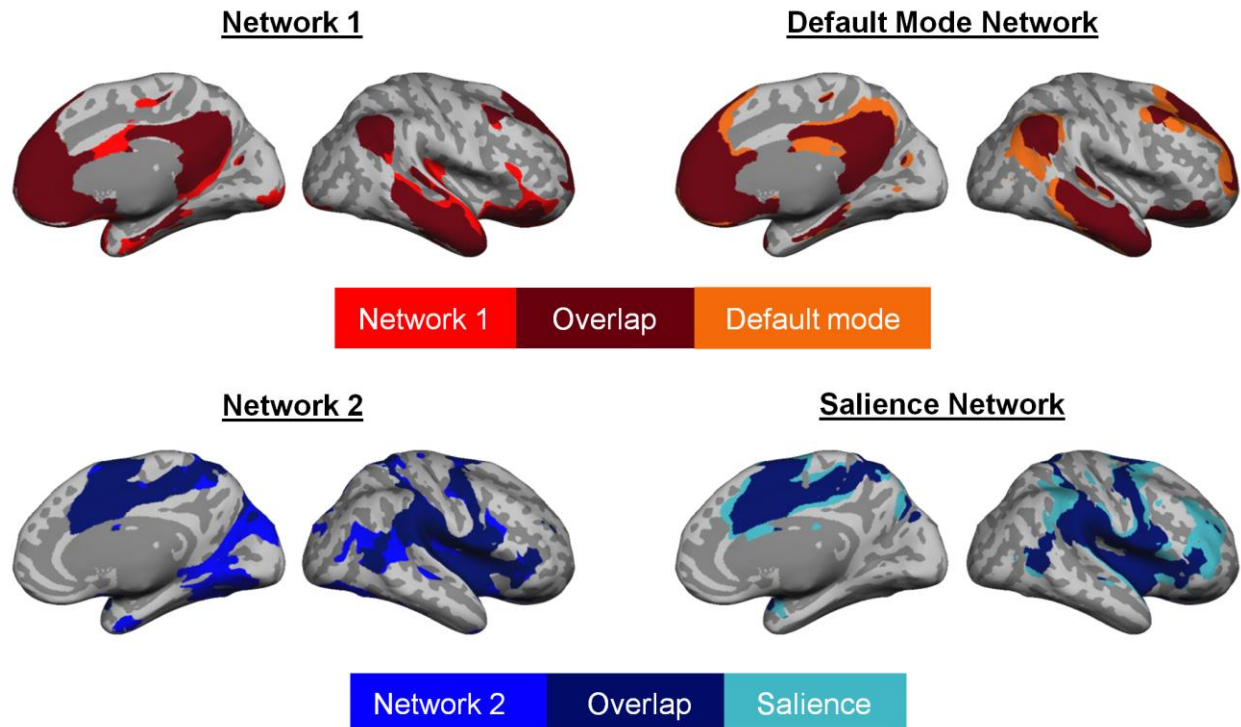 Network 1
Default Mode Network
Network 1 Overlap Default mode
Network 2
Salience Network
Network 2 Overlap Salience